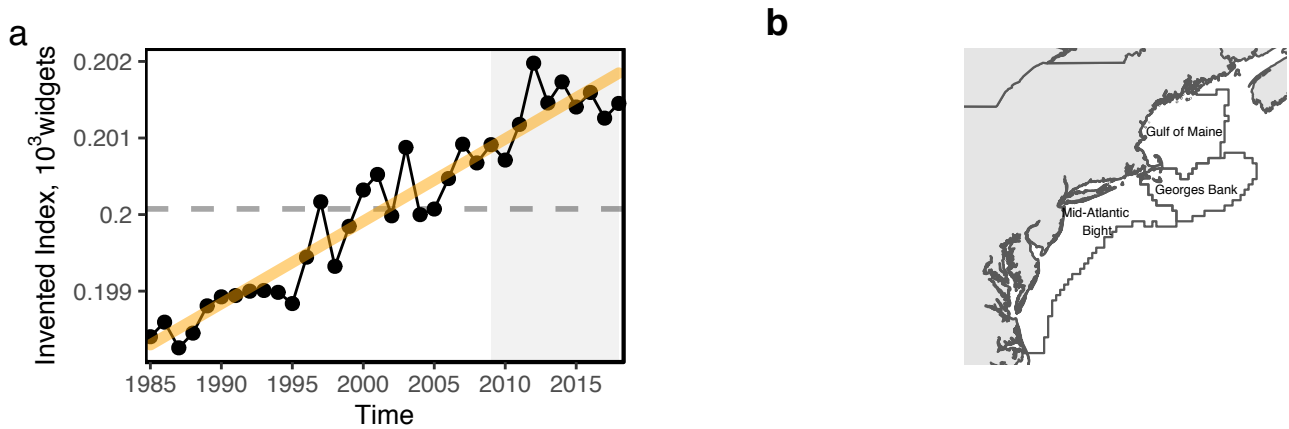 a
b
Invented Index, 10³widgets
0.202
0.201
0.2
0.199
1985 1990 1995 2000 2005 2010 2015
Time
Gulf of Maine
Georges Bank
Mid-Atlantic
Bight